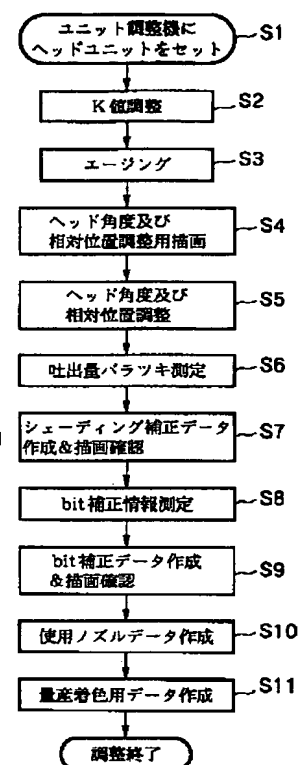 ユニット調整機に
ヘッドユニットをセット
S1
K値調整
S2
エージング
S3
ヘッド角度及び
相対位置調整用描画
S4
ヘッド角度及び
相対位置調整
S5
吐出量バラツキ測定
S6
シェーディング補正データ
作成&描画確認
S7
bit補正情報測定
S8
bit補正データ作成
&描画確認
S9
使用ノズルデータ作成
S10
量産着色用データ作成
S11
調整終了